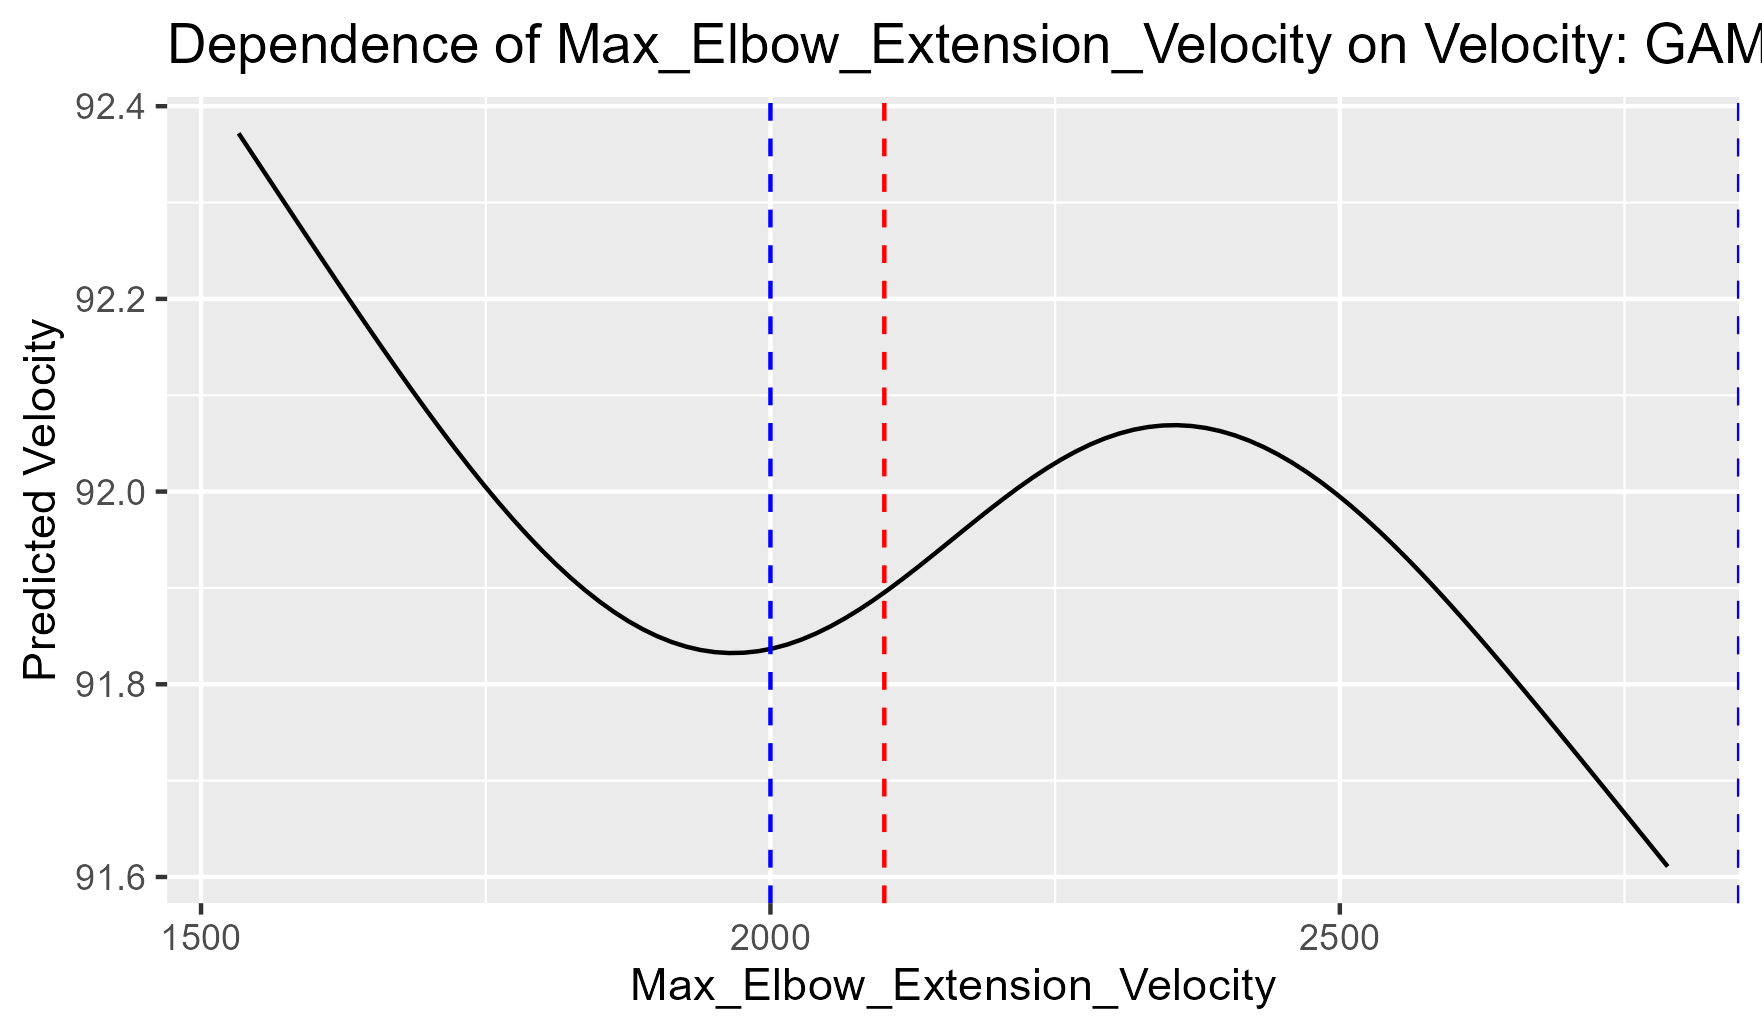 Dependence of Max_Elbow_Extension_Velocity on Velocity: GAM
92.4
92.2
92.0
91.8
91.6
Predicted Velocity
1500 2000 2500
Max_Elbow_Extension_Velocity